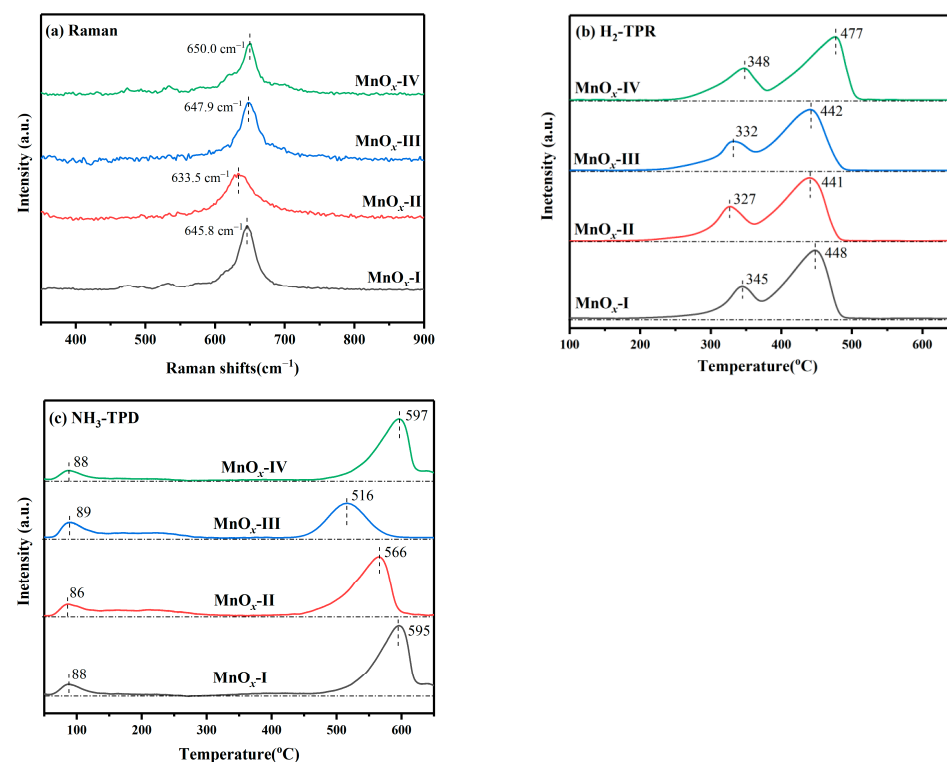 (a) Raman
650.0 cm⁻¹
MnOx-IV
647.9 cm⁻¹
MnOx-III
633.5 cm⁻¹
MnOx-II
645.8 cm⁻¹
MnOx-I
Intensity (a.u.)
400 500 600 700 800 900
Raman shifts(cm⁻¹)
(b) H₂-TPR
477
348
MnOx-IV
442
332
MnOx-III
441
327
MnOx-II
448
345
MnOx-I
Inetensity (a.u.)
100 200 300 400 500 600
Temperature(°C)
(c) NH₃-TPD
597
88
MnOx-IV
516
89
MnOx-III
566
86
MnOx-II
595
88
MnOx-I
Inetensity (a.u.)
100 200 300 400 500 600
Temperature(°C)